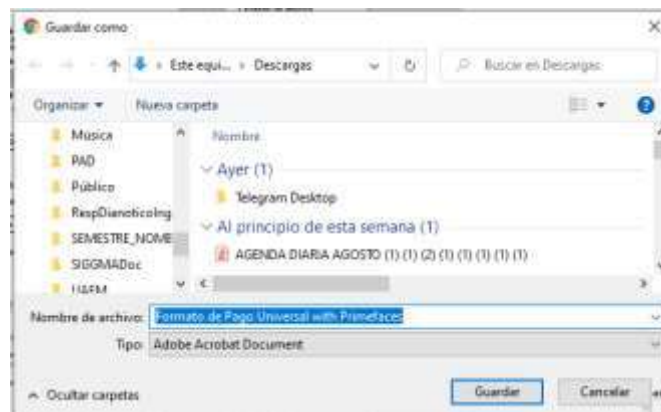 Guardar como
Este equi... › Descargas
Buscar en Descargas
Organizar
Nueva carpeta
Música
PAD
Público
RespDianoticoIng
SEMESTRE_NOME
SIGGMADoc
UAEM
Nombre
Ayer (1)
Telegram Desktop
Al principio de esta semana (1)
AGENDA DIARIA AGOSTO (1) (1) (2) (1) (1) (1) (1) (1)
Nombre de archivo: Formato de Pago Universal with Primefaces
Tipo: Adobe Acrobat Document
Ocultar carpetas
Guardar
Cancelar